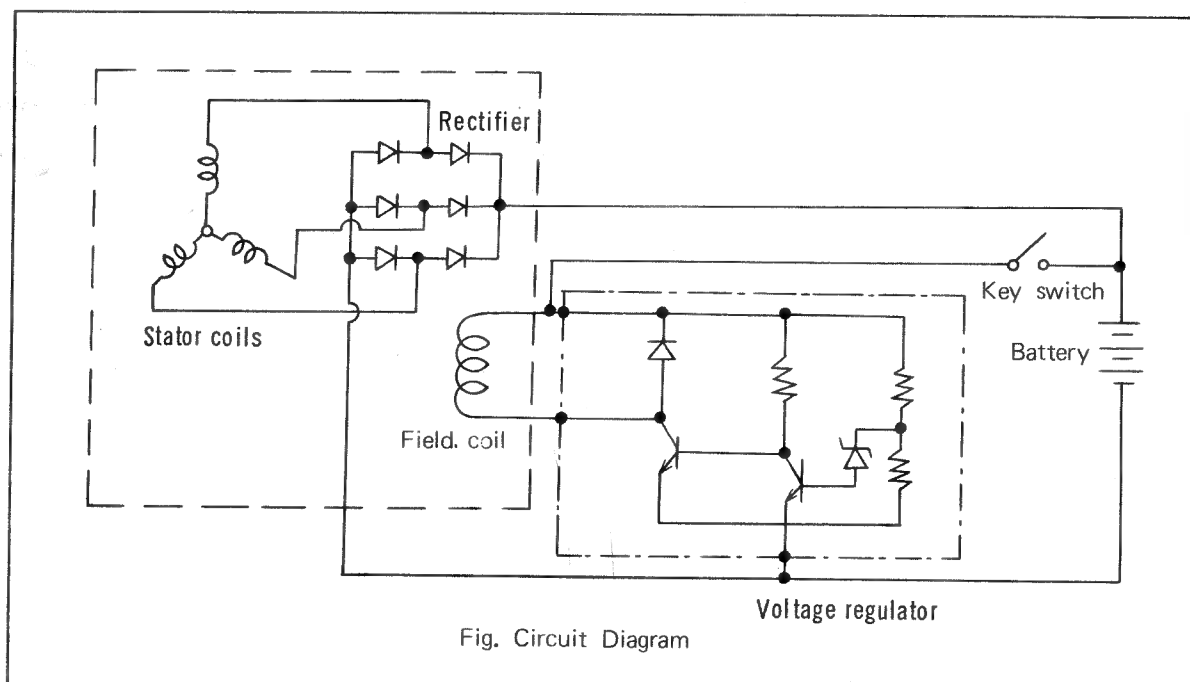 Rectifier
Stator coils
Key switch
Battery
Field. coil
Voltage regulator
Fig. Circuit Diagram